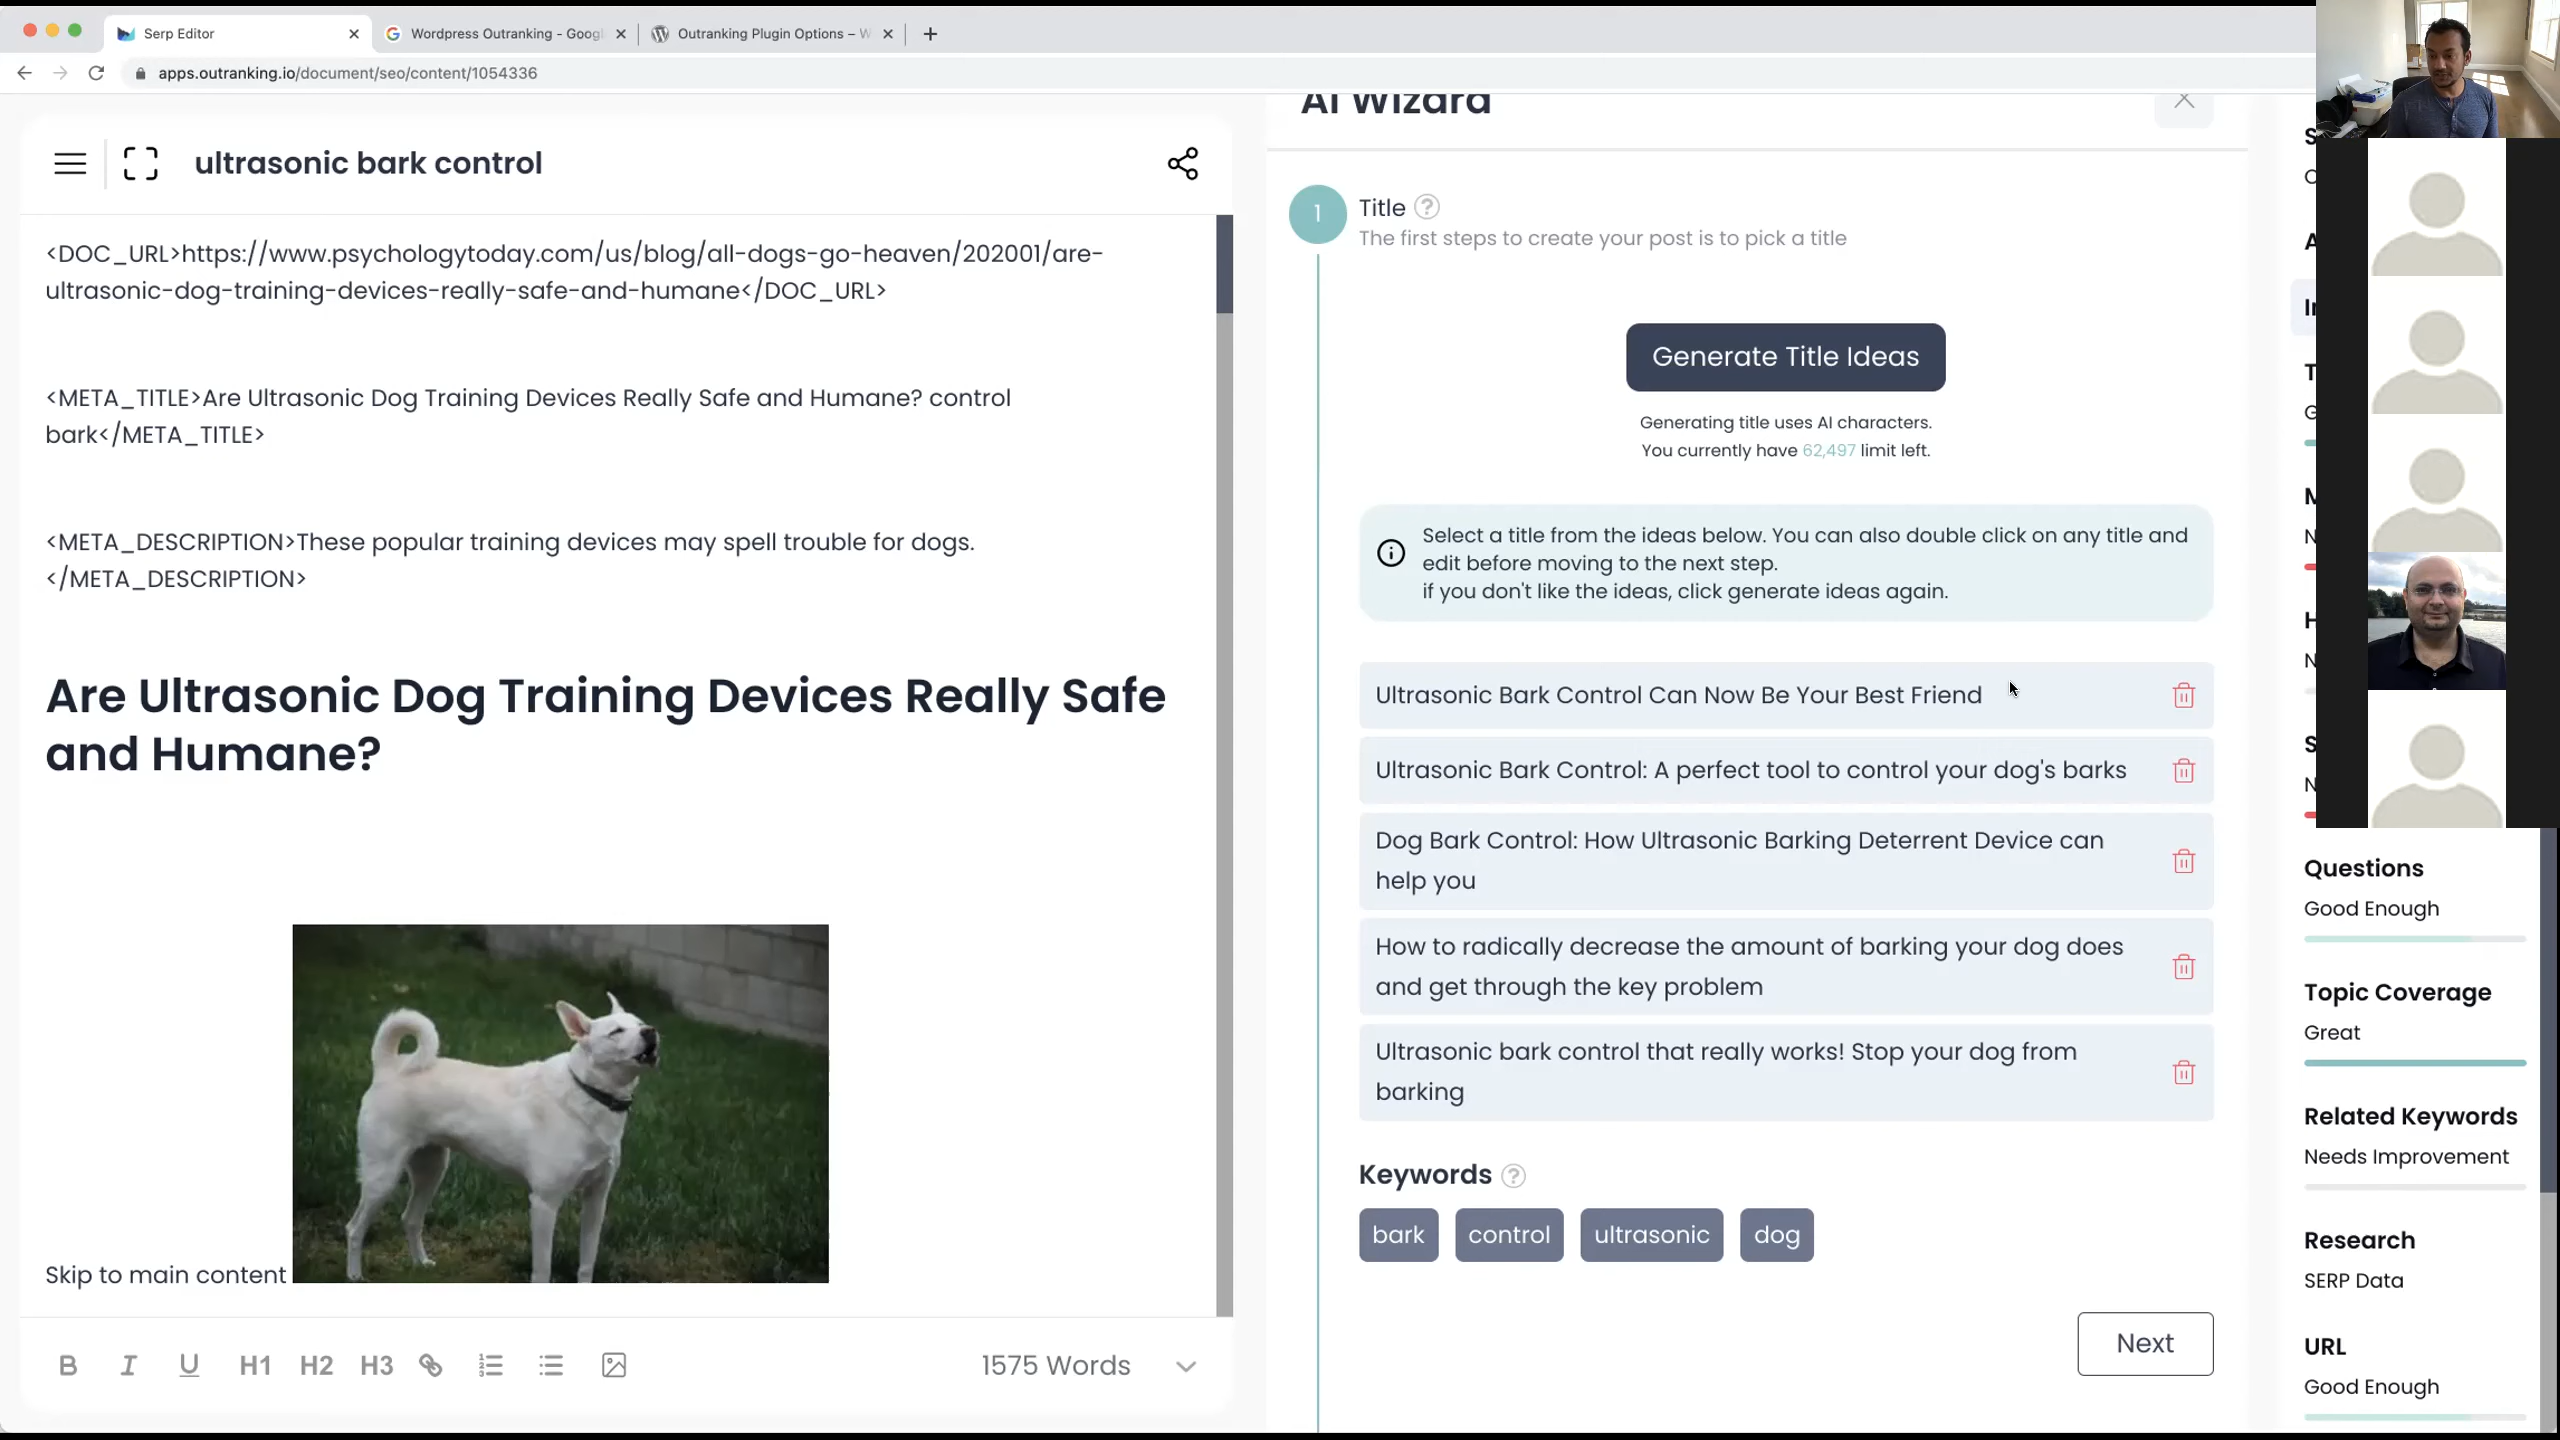 Serp Editor
Wordpress Outranking - Goog
Outranking Plugin Options – W
apps.outranking.io/document/seo/content/1054336
ultrasonic bark control
<DOC_URL>https://www.psychologytoday.com/us/blog/all-dogs-go-heaven/202001/are-
ultrasonic-dog-training-devices-really-safe-and-humane</DOC_URL>
<META_TITLE>Are Ultrasonic Dog Training Devices Really Safe and Humane? control
bark</META_TITLE>
<META_DESCRIPTION>These popular training devices may spell trouble for dogs.
</META_DESCRIPTION>
Are Ultrasonic Dog Training Devices Really Safe
and Humane?
Skip to main content
B I U H1 H2 H3
1575 Words
AI Wizard
1
Title
The first steps to create your post is to pick a title
Generate Title Ideas
Generating title uses AI characters.
You currently have 62,497 limit left.
Select a title from the ideas below. You can also double click on any title and
edit before moving to the next step.
if you don't like the ideas, click generate ideas again.
Ultrasonic Bark Control Can Now Be Your Best Friend
Ultrasonic Bark Control: A perfect tool to control your dog's barks
Dog Bark Control: How Ultrasonic Barking Deterrent Device can
help you
How to radically decrease the amount of barking your dog does
and get through the key problem
Ultrasonic bark control that really works! Stop your dog from
barking
Keywords
bark
control
ultrasonic
dog
Next
Questions
Good Enough
Topic Coverage
Great
Related Keywords
Needs Improvement
Research
SERP Data
URL
Good Enough